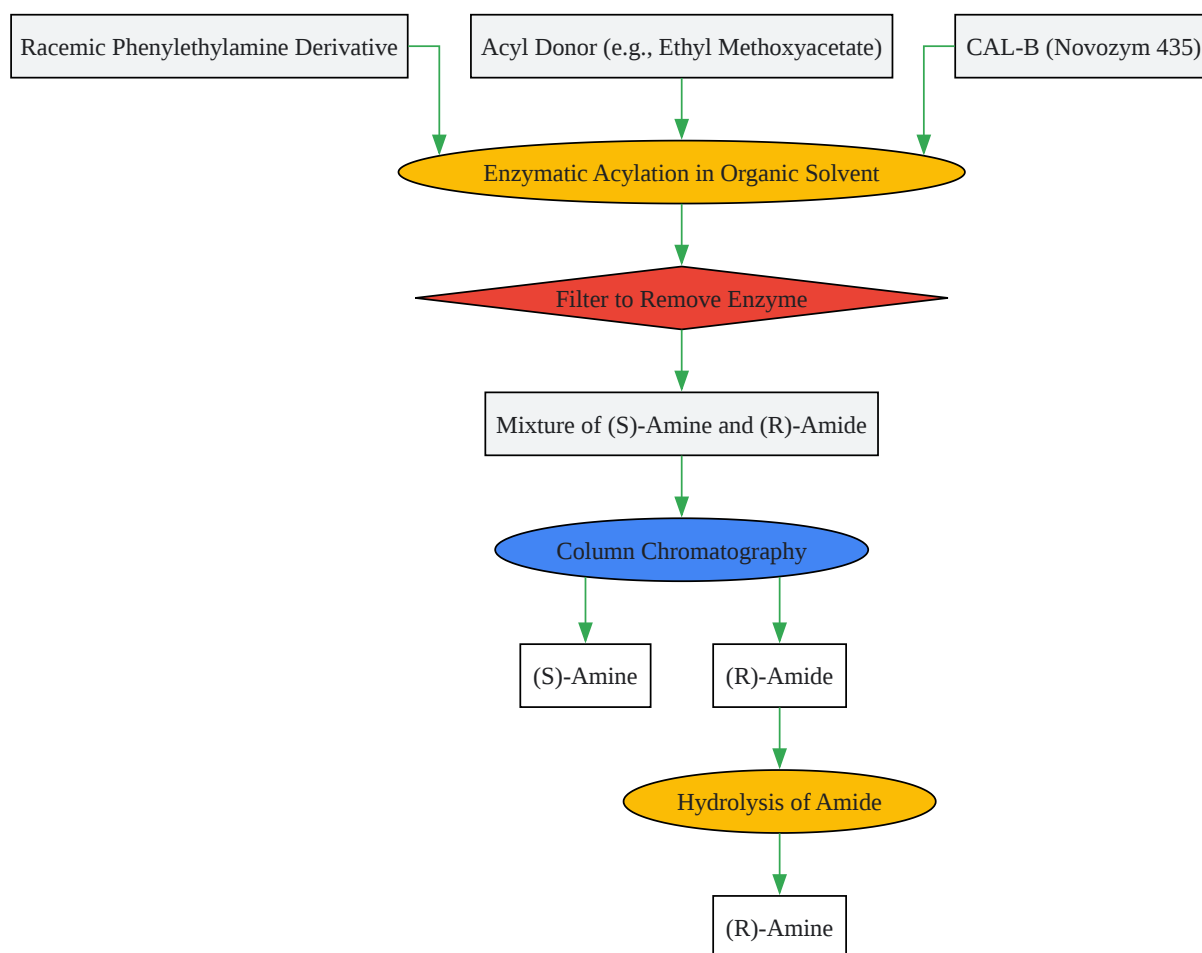 Racemic Phenylethylamine Derivative
Acyl Donor (e.g., Ethyl Methoxyacetate)
CAL-B (Novozym 435)
Enzymatic Acylation in Organic Solvent
Filter to Remove Enzyme
Mixture of (S)-Amine and (R)-Amide
Column Chromatography
(S)-Amine
(R)-Amide
Hydrolysis of Amide
(R)-Amine